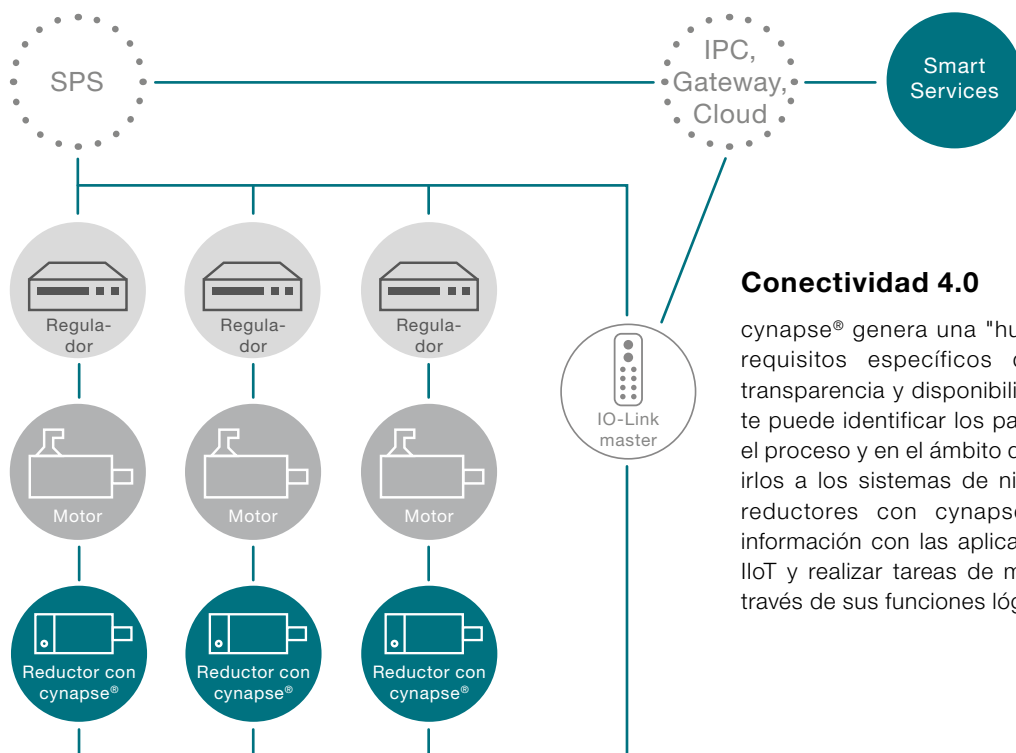 SPS
IPC,
Gateway,
Cloud
Smart
Services
Regula-
dor
Regula-
dor
Regula-
dor
IO-Link
master
Motor
Motor
Motor
Reductor con
cynapse®
Reductor con
cynapse®
Reductor con
cynapse®
Conectividad 4.0
cynapse® genera una "hu
requisitos específicos
transparencia y disponibili
te puede identificar los pa
el proceso y en el ámbito
irlos a los sistemas de ni
reductores con cynapse
información con las aplica
IIoT y realizar tareas de m
través de sus funciones lóg